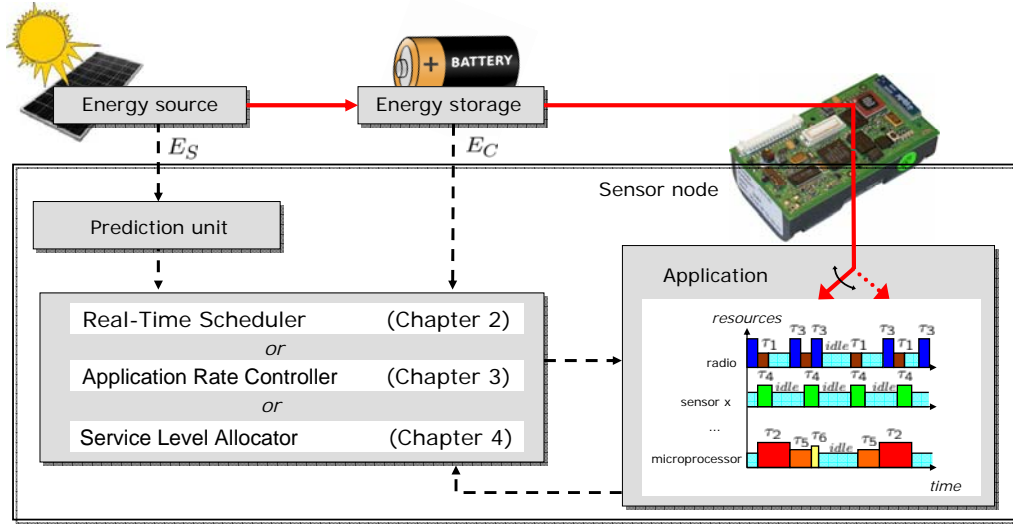 + BATTERY
Energy source
Energy storage
E_S
E_C
Sensor node
Prediction unit
Real-Time Scheduler (Chapter 2)
or
Application Rate Controller (Chapter 3)
or
Service Level Allocator (Chapter 4)
Application
resources
τ3 τ3 τ3 τ3
τ1 idle τ1 τ1
radio
τ4 idle τ4 idle τ4 idle τ4
sensor x
...
τ2 τ5 τ6 idle τ5 τ2
microprocessor
time